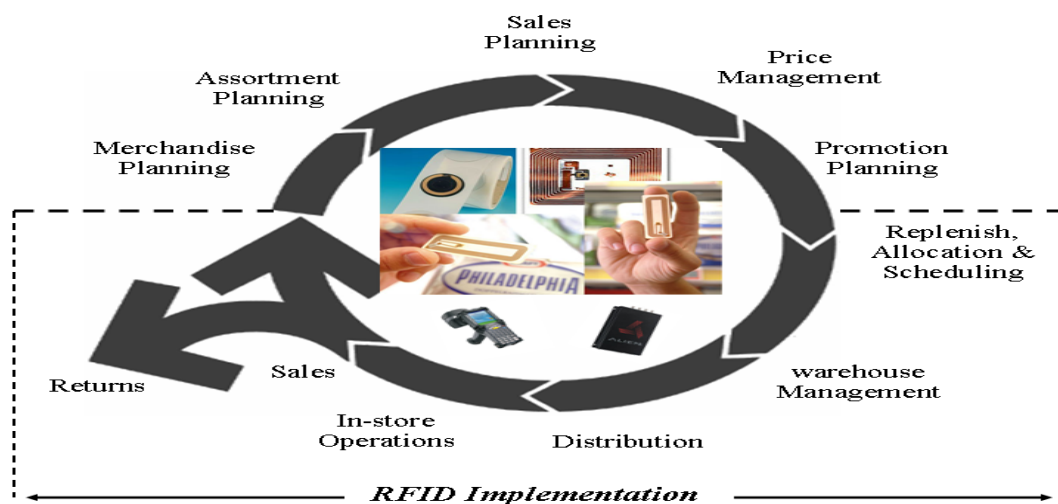 Sales
Planning
Price
Management
Assortment
Planning
Merchandise
Planning
Promotion
Planning
Replenish,
Allocation &
Scheduling
PHILADELPHIA
ALIEN
Returns
Sales
warehouse
Management
In-store
Operations
Distribution
RFID Implementation